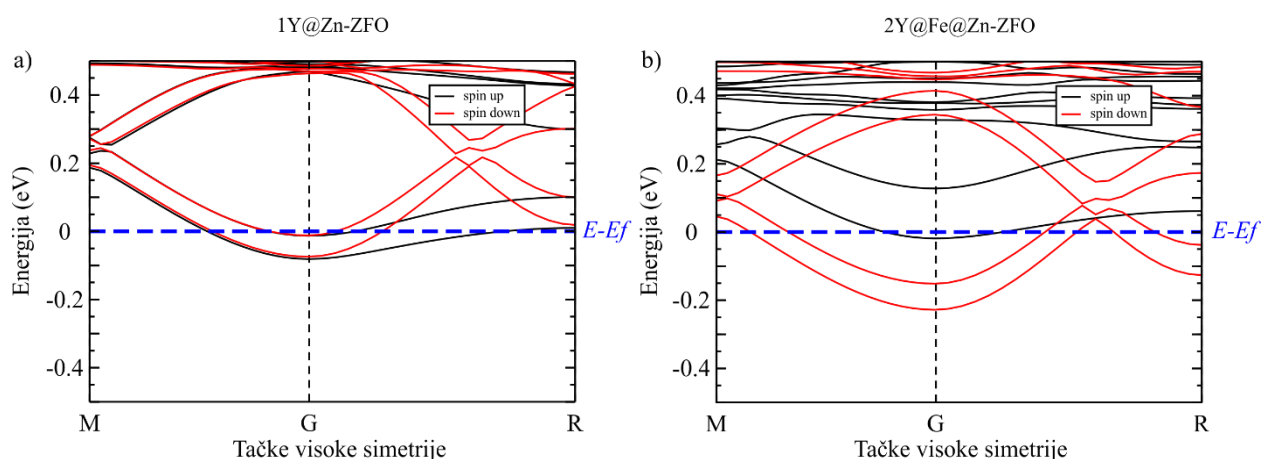 1Y@Zn-ZFO
a)
Energija (eV)
0.4
0.2
0
-0.2
-0.4
spin up
spin down
E-Ef
M
G
R
Tačke visoke simetrije
2Y@Fe@Zn-ZFO
b)
Energija (eV)
0.4
0.2
0
-0.2
-0.4
spin up
spin down
E-Ef
M
G
R
Tačke visoke simetrije